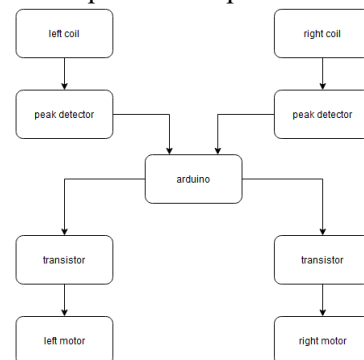 left coil
right coil
peak detector
peak detector
arduino
transistor
transistor
left motor
right motor